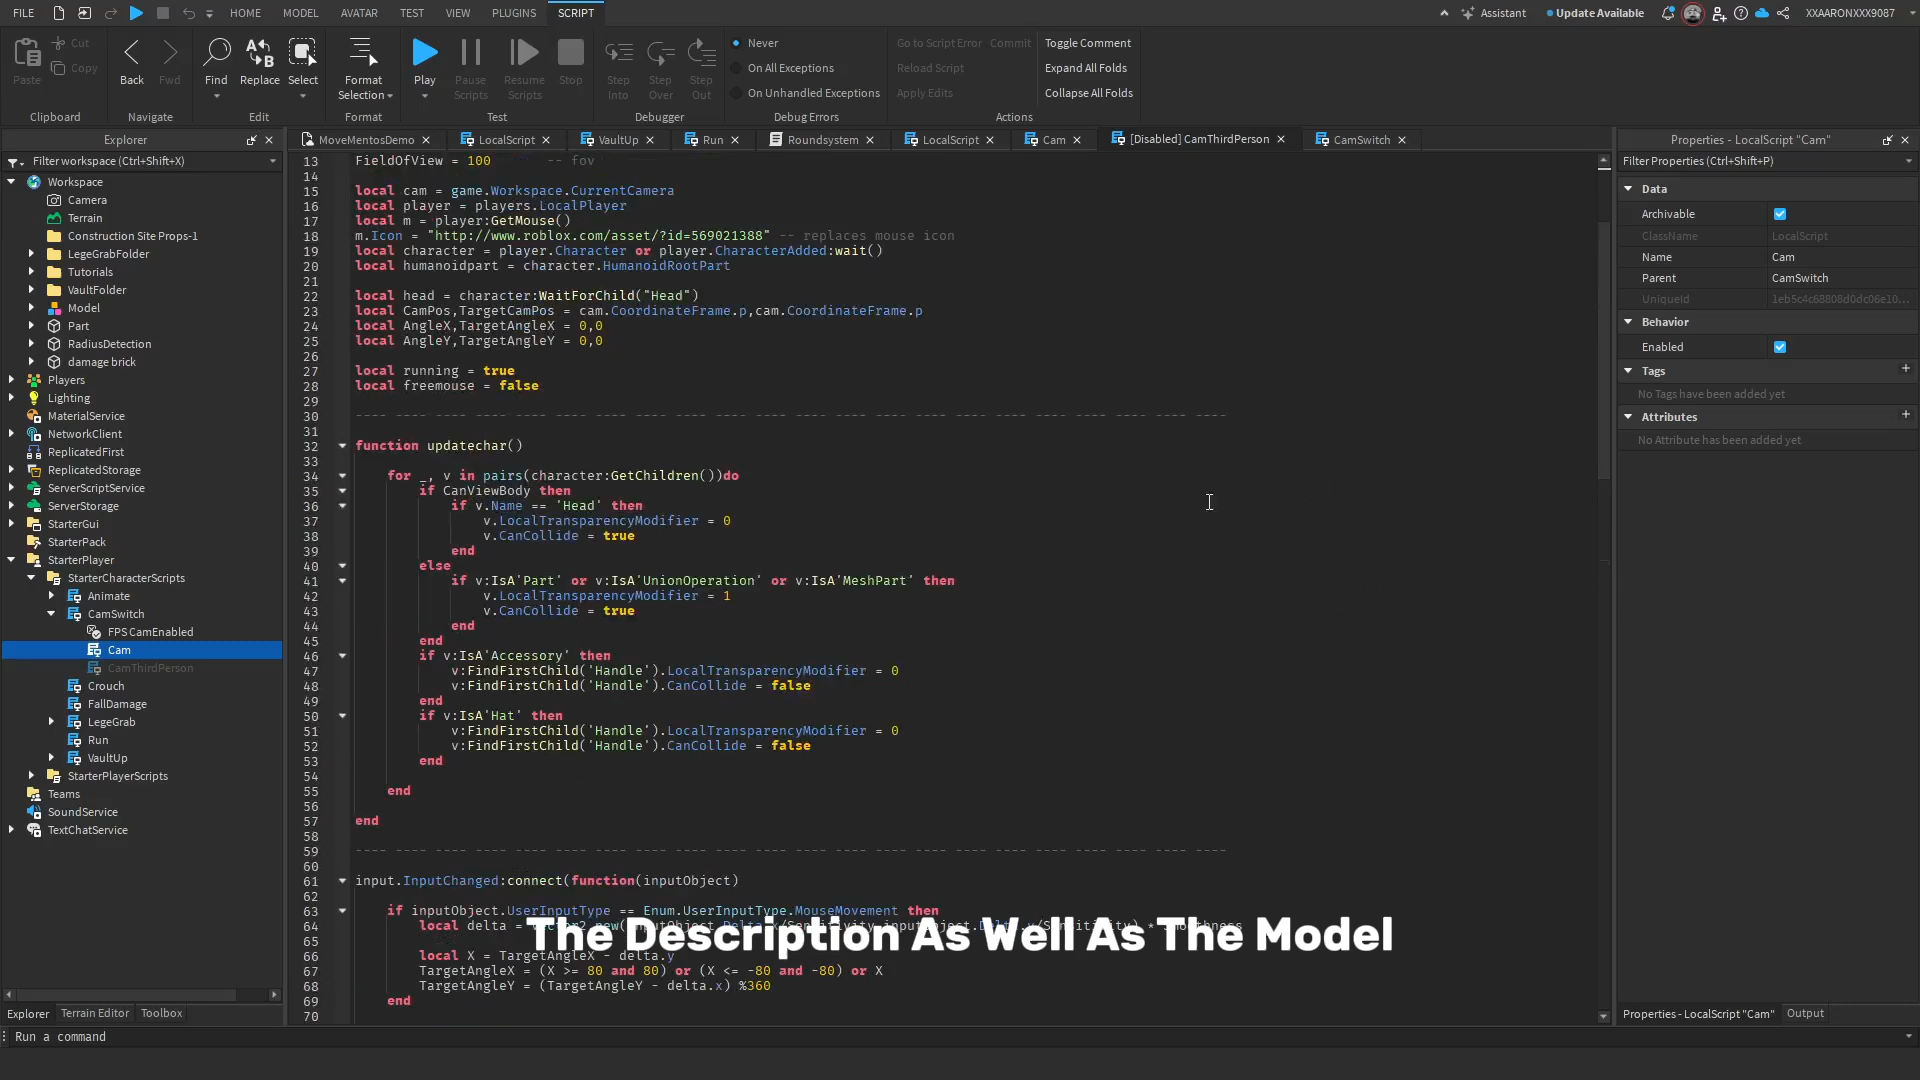 FILE HOME MODEL AVATAR TEST VIEW PLUGINS SCRIPT Assistant Update Available XXAARONXXX9087
Paste Cut Copy Back Fwd Find Replace Select Format Selection Play Pause Scripts Resume Scripts Stop Step Into Step Over Step Out
Never
On All Exceptions
On Unhandled Exceptions
Go to Script Error Commit Toggle Comment
Reload Script Expand All Folds
Apply Edits Collapse All Folds
Clipboard Navigate Edit Format Test Debugger Debug Errors Actions
Explorer
Filter workspace (Ctrl+Shift+X)
Workspace
Camera
Terrain
Construction Site Props-1
LegeGrabFolder
Tutorials
VaultFolder
Model
Part
RadiusDetection
damage brick
Players
Lighting
MaterialService
NetworkClient
ReplicatedFirst
ReplicatedStorage
ServerScriptService
ServerStorage
StarterGui
StarterPack
StarterPlayer
StarterCharacterScripts
Animate
CamSwitch
FPS CamEnabled
Cam
CamThirdPerson
Crouch
FallDamage
LegeGrab
Run
VaultUp
StarterPlayerScripts
Teams
SoundService
TextChatService
Explorer Terrain Editor Toolbox
Run a command
MoveMentosDemo LocalScript VaultUp Run Roundsystem LocalScript Cam [Disabled] CamThirdPerson CamSwitch
13 FieldOfView = 100 -- fov
14
15 local cam = game.Workspace.CurrentCamera
16 local player = players.LocalPlayer
17 local m = player:GetMouse()
18 m.Icon = "http://www.roblox.com/asset/?id=569021388" -- replaces mouse icon
19 local character = player.Character or player.CharacterAdded:wait()
20 local humanoidpart = character.HumanoidRootPart
21
22 local head = character:WaitForChild("Head")
23 local CamPos,TargetCamPos = cam.CoordinateFrame.p,cam.CoordinateFrame.p
24 local AngleX,TargetAngleX = 0,0
25 local AngleY,TargetAngleY = 0,0
26
27 local running = true
28 local freemouse = false
29
30 ---- ---- ---- ---- ---- ---- ---- ---- ---- ---- ---- ---- ---- ---- ---- ---- ---- ---- ---- ---- ---- ----
31
32 function updatechar()
33
34 for _, v in pairs(character:GetChildren())do
35 if CanViewBody then
36 if v.Name == 'Head' then
37 v.LocalTransparencyModifier = 0
38 v.CanCollide = true
39 end
40 else
41 if v:IsA'Part' or v:IsA'UnionOperation' or v:IsA'MeshPart' then
42 v.LocalTransparencyModifier = 1
43 v.CanCollide = true
44 end
45 end
46 if v:IsA'Accessory' then
47 v:FindFirstChild('Handle').LocalTransparencyModifier = 0
48 v:FindFirstChild('Handle').CanCollide = false
49 end
50 if v:IsA'Hat' then
51 v:FindFirstChild('Handle').LocalTransparencyModifier = 0
52 v:FindFirstChild('Handle').CanCollide = false
53 end
54
55 end
56
57 end
58
59 ---- ---- ---- ---- ---- ---- ---- ---- ---- ---- ---- ---- ---- ---- ---- ---- ---- ---- ---- ---- ---- ----
60
61 input.InputChanged:connect(function(inputObject)
62
63 if inputObject.UserInputType == Enum.UserInputType.MouseMovement then
64 local delta =
65
66 local X = TargetAngleX - delta.y
67 TargetAngleX = (X >= 80 and 80) or (X <= -80 and -80) or X
68 TargetAngleY = (TargetAngleY - delta.x) %360
69 end
70
The Description As Well As The Model
Properties - LocalScript "Cam"
Filter Properties (Ctrl+Shift+P)
Data
Archivable
ClassName LocalScript
Name Cam
Parent CamSwitch
UniqueId 1eb5c4c68808d0dc06e10...
Behavior
Enabled
Tags
No Tags have been added yet
Attributes
No Attribute has been added yet
Properties - LocalScript "Cam" Output